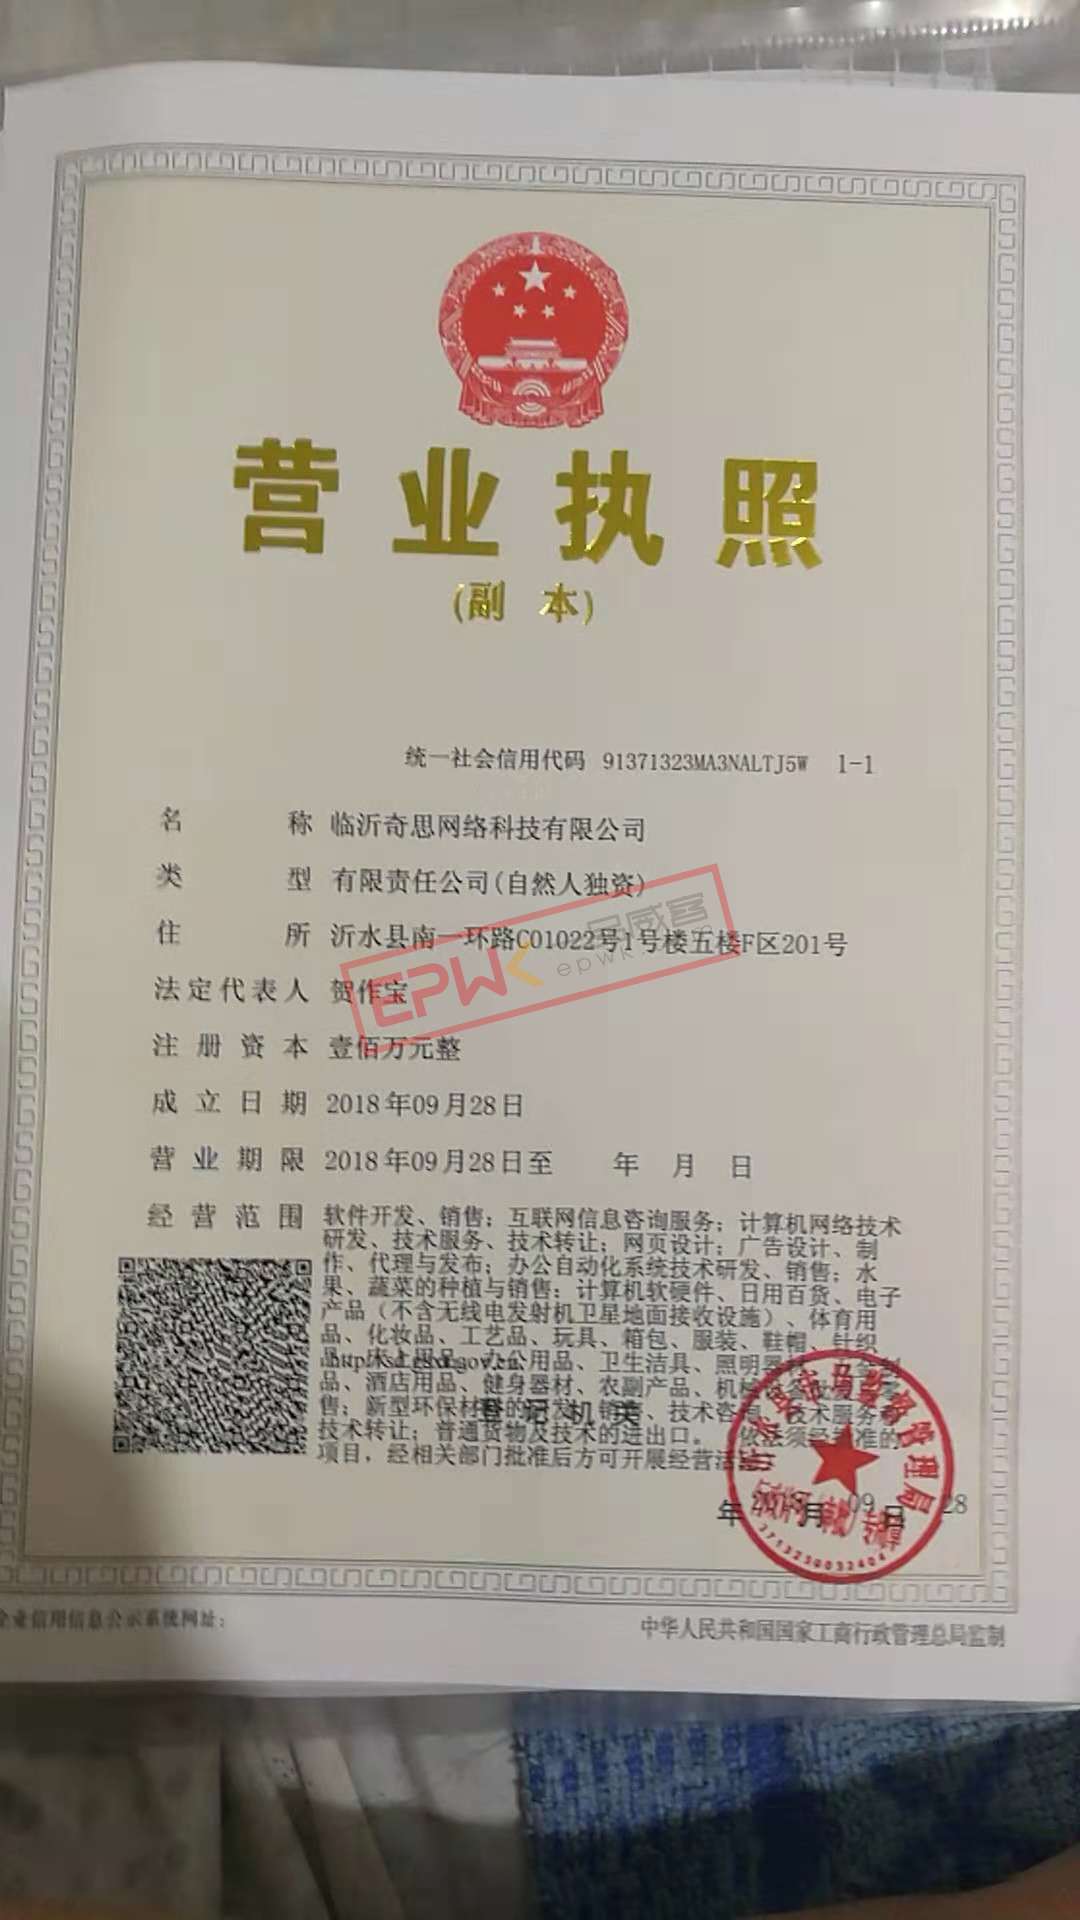 营业执照
(副 本)
统一社会信用代码 91371323MA3NALTJ5W 1-1
名 称 临沂奇思网络科技有限公司
类 型 有限责任公司(自然人独资)
住 所 沂水县南一环路C01022号1号楼五楼F区201号
法定代表人 贺作宝
注册资本 壹佰万元整
成立日期 2018年09月28日
营业期限 2018年09月28日至 年 月 日
经营范围 软件开发、销售；互联网信息咨询服务；计算机网络技术
研发、技术服务、技术转让；网页设计；广告设计、制
作、代理与发布；办公自动化系统技术研发、销售；水
果、蔬菜的种植与销售；计算机软硬件、日用百货、电子
产品（不含无线电发射机卫星地面接收设施）、体育用
品、化妆品、工艺品、玩具、箱包、服装、鞋帽、针织
品、床上用品、办公用品、卫生洁具、照明器材、五金制
品、酒店用品、健身器材、农副产品、机械设备
售；新型环保材料的研发、销售、技术咨询、技术服务、
技术转让；普通货物及技术的进出口。 依法须经批准的
项目，经相关部门批准后方可开展经营活动
登记机关
年 2018 月 09 日 28
市场监督管理局
行政许可（审批）专用章
3713230033404
EPWK 一品威客
epwk.
企业信用信息公示系统网址：
中华人民共和国国家工商行政管理总局监制